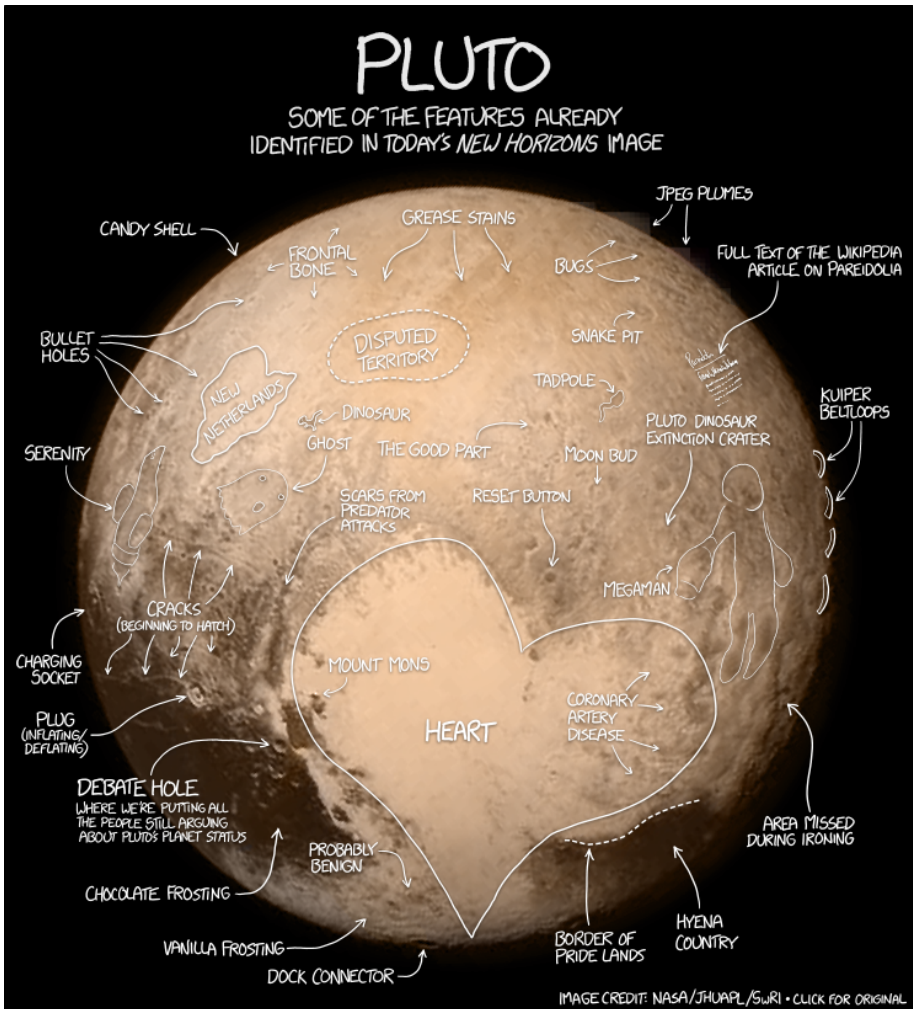 PLUTO
SOME OF THE FEATURES ALREADY
IDENTIFIED IN TODAY'S NEW HORIZONS IMAGE
JPEG PLUMES
CANDY SHELL
GREASE STAINS
FRONTAL
BONE
BUGS
FULL TEXT OF THE WIKIPEDIA
ARTICLE ON PAREIDOLIA
BULLET
HOLES
DISPUTED
TERRITORY
SNAKE PIT
NEW
NETHERLANDS
TADPOLE
KUIPER
BELTLOOPS
DINOSAUR
PLUTO DINOSAUR
EXTINCTION CRATER
SERENITY
GHOST
THE GOOD PART
MOON BUD
SCARS FROM
PREDATOR
ATTACKS
RESET BUTTON
MEGAMAN
CRACKS
(BEGINNING TO HATCH)
CHARGING
SOCKET
MOUNT MONS
CORONARY
ARTERY
DISEASE
HEART
PLUG
(INFLATING/
DEFLATING)
DEBATE HOLE
WHERE WE'RE PUTTING ALL
THE PEOPLE STILL ARGUING
ABOUT PLUTO'S PLANET STATUS
AREA MISSED
DURING IRONING
PROBABLY
BENIGN
CHOCOLATE FROSTING
VANILLA FROSTING
BORDER OF
PRIDE LANDS
HYENA
COUNTRY
DOCK CONNECTOR
IMAGE CREDIT: NASA/JHUAPL/SWRI • CLICK FOR ORIGINAL